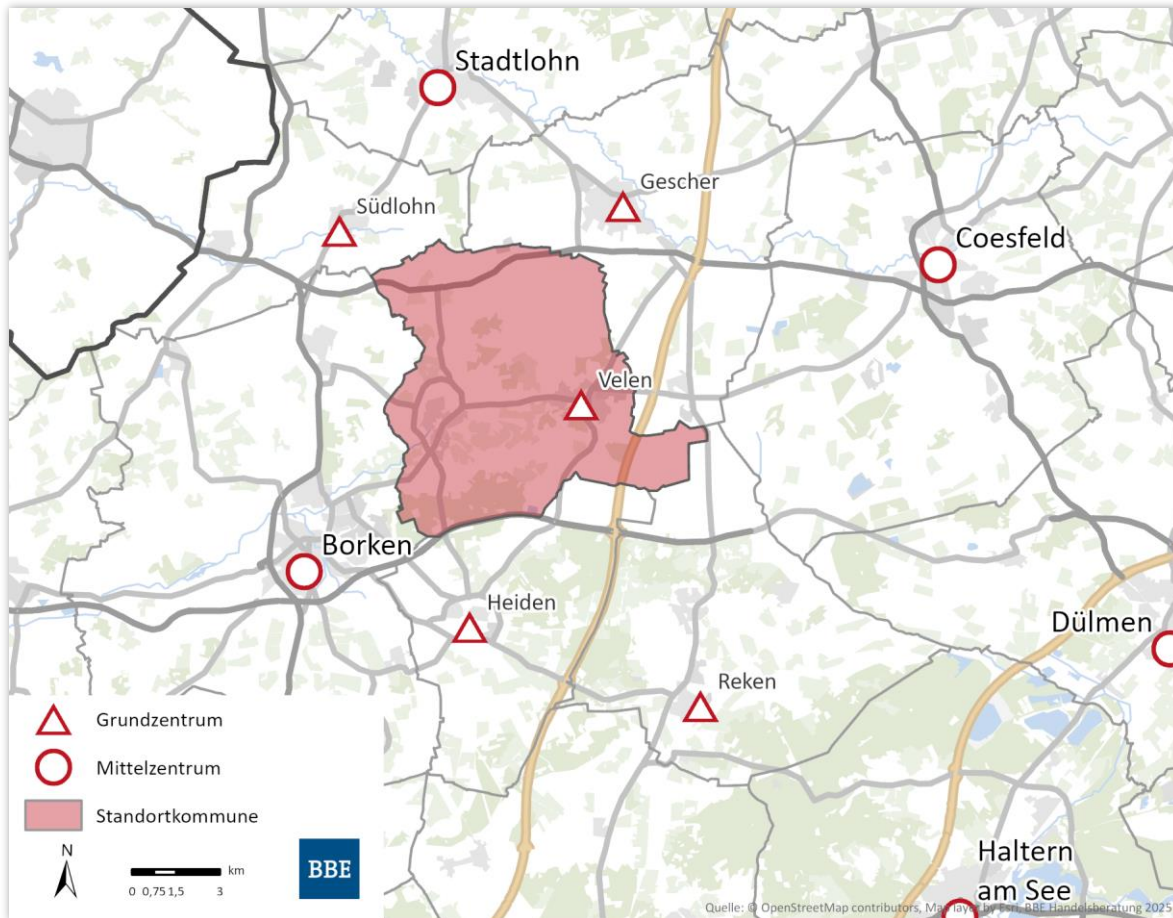 Stadtlohn
Gescher
Südlohn
Coesfeld
Velen
Borken
Heiden
Dülmen
Reken
Grundzentrum
Mittelzentrum
Standortkommune
Haltern
am See
N
km
0 0,75 1,5 3
BBE
Quelle: © OpenStreetMap contributors, Map layer by Esri, BBE Handelsberatung 2025